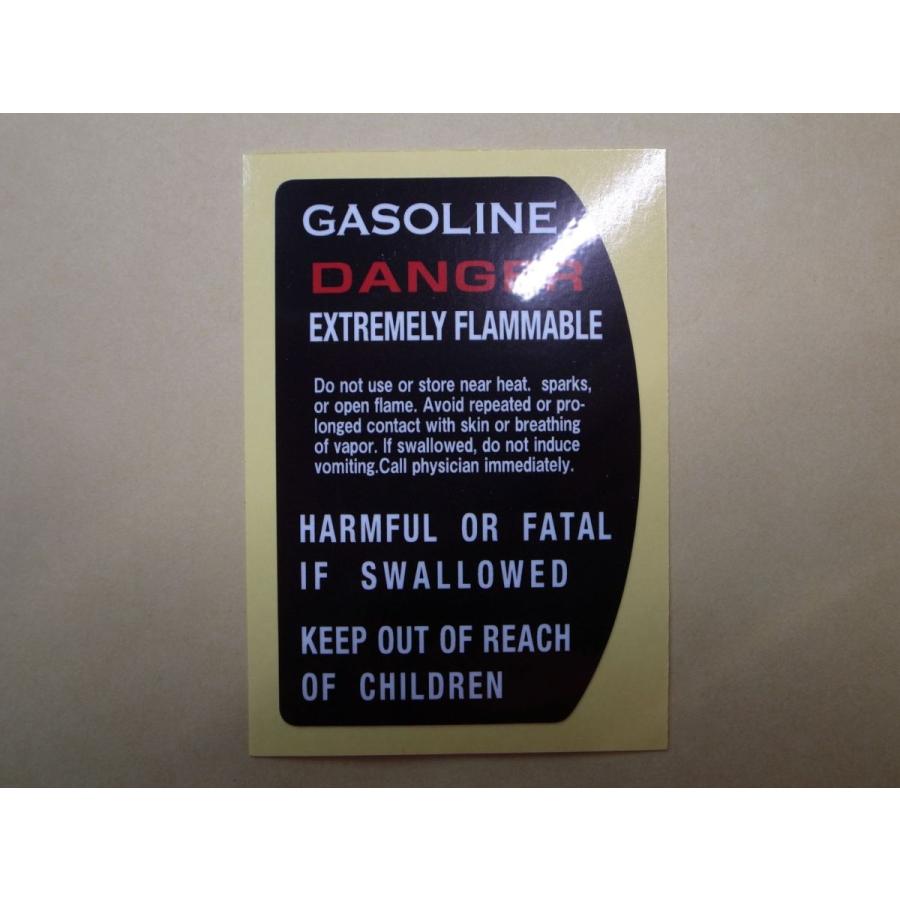 GASOLINE
DANGER
EXTREMELY FLAMMABLE
Do not use or store near heat. sparks,
or open flame. Avoid repeated or pro-
longed contact with skin or breathing
of vapor. If swallowed, do not induce
vomiting.Call physician immediately.
HARMFUL OR FATAL
IF SWALLOWED
KEEP OUT OF REACH
OF CHILDREN